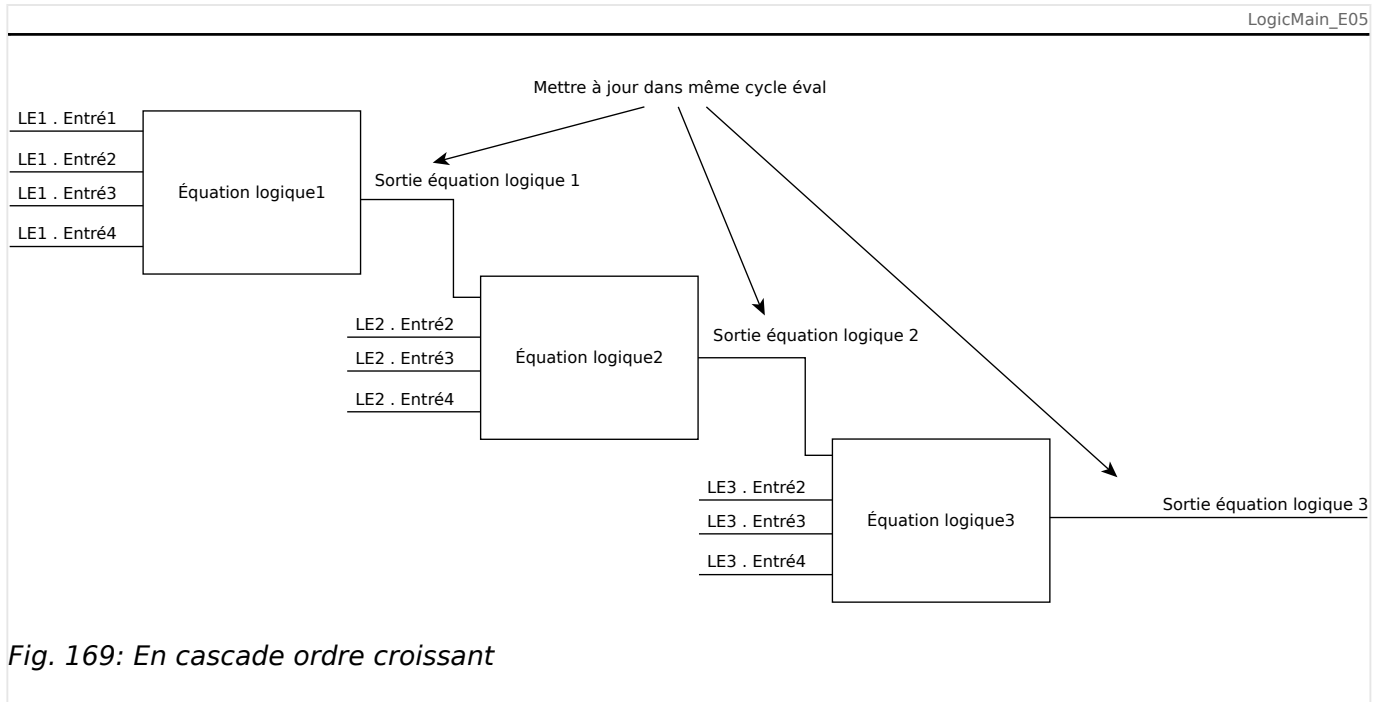 LogicMain_E05
Mettre à jour dans même cycle éval
LE1 . Entré1
LE1 . Entré2
LE1 . Entré3
LE1 . Entré4
Équation logique1
Sortie équation logique 1
LE2 . Entré2
LE2 . Entré3
LE2 . Entré4
Équation logique2
Sortie équation logique 2
LE3 . Entré2
LE3 . Entré3
LE3 . Entré4
Équation logique3
Sortie équation logique 3
Fig. 169: En cascade ordre croissant